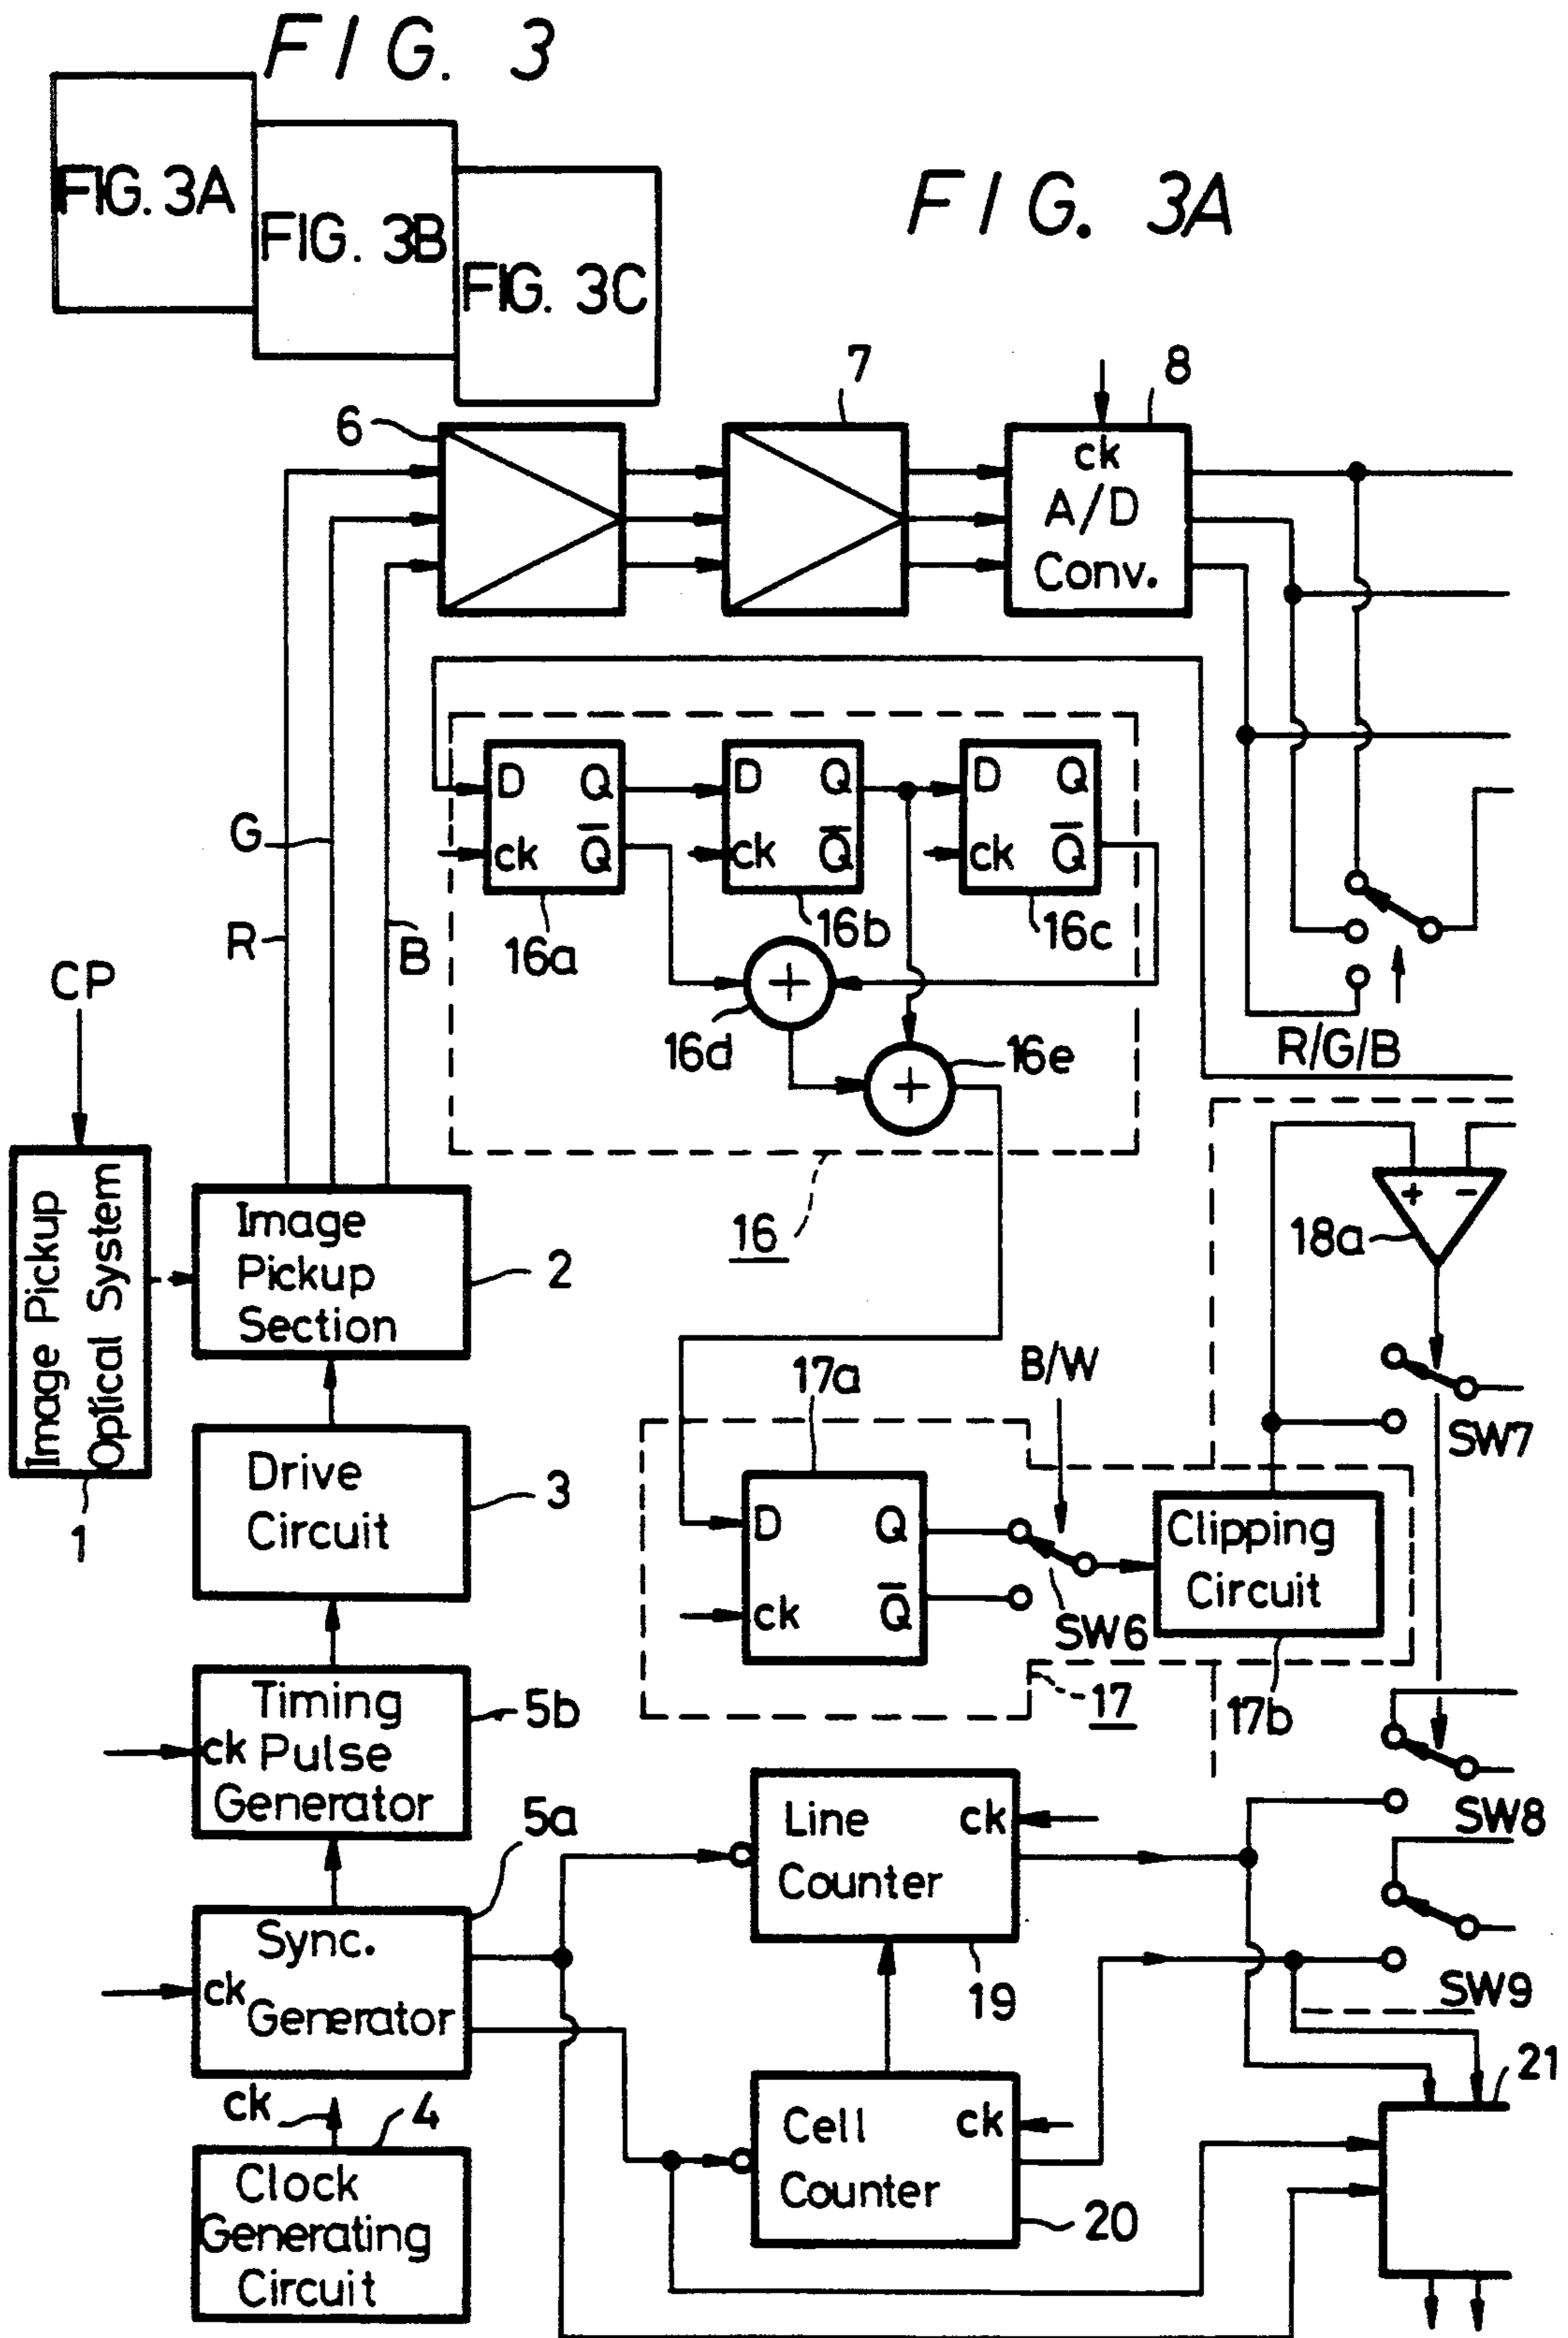 FIG. 3
FIG. 3A
FIG. 3B
FIG. 3C
FIG. 3A
6
7
8
ck
A/D
Conv.
D Q
ck Q̅
16a
D Q
ck Q̅
16b
D Q
ck Q̅
16c
G
R
B
CP
+
16d
+
16e
R/G/B
16
Image Pickup
Optical System
1
Image
Pickup
Section
2
+ -
18a
SW7
Drive
Circuit
3
17a
D Q
ck Q̅
B/W
SW6
Clipping
Circuit
17b
17
Timing
ck Pulse
Generator
5b
5a
Sync.
ck
Generator
Line ck
Counter
19
SW8
SW9
21
ck
4
Clock
Generating
Circuit
Cell ck
Counter
20